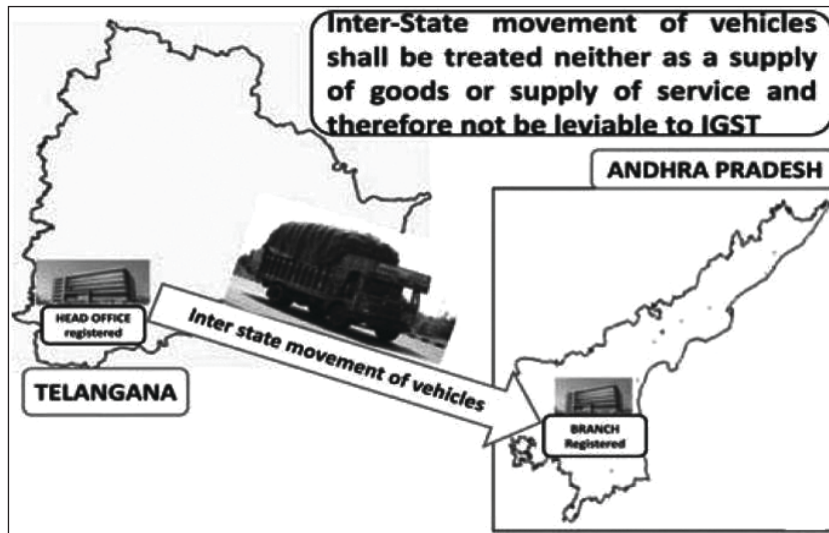 Inter-State movement of vehicles
shall be treated neither as a supply
of goods or supply of service and
therefore not be leviable to IGST
ANDHRA PRADESH
HEAD OFFICE
registered
Inter state movement of vehicles
TELANGANA
BRANCH
Registered